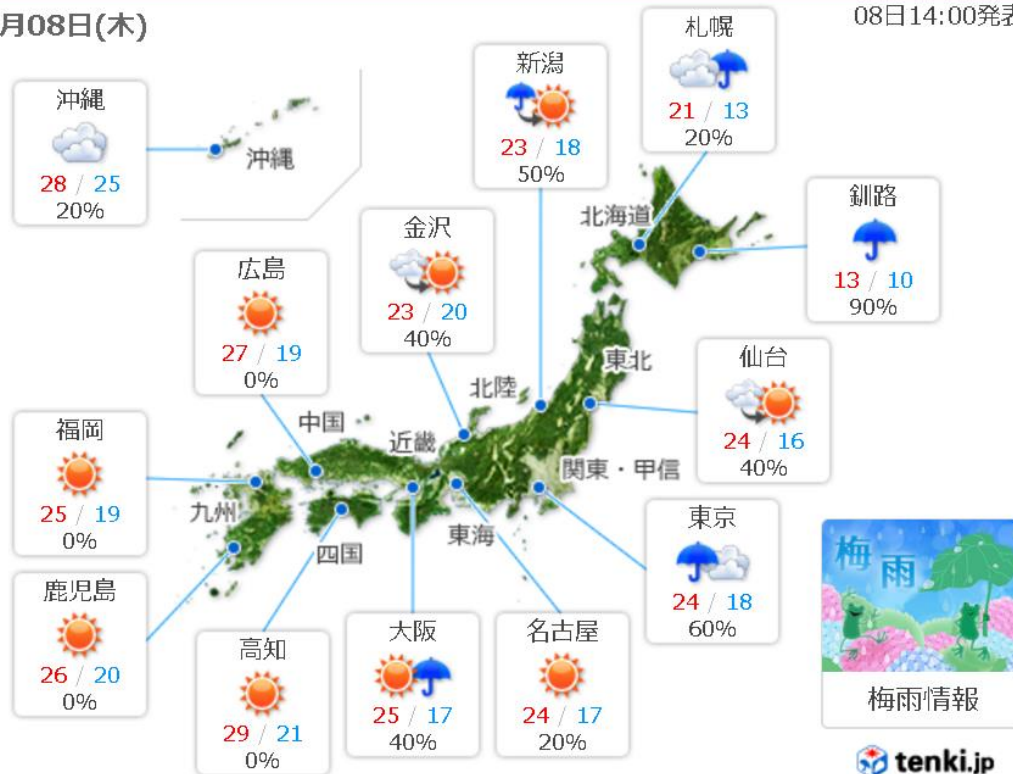 月08日(木)
08日14:00発表
沖縄
28 / 25
20%
沖縄
新潟
23 / 18
50%
札幌
21 / 13
20%
北海道
釧路
13 / 10
90%
金沢
23 / 20
40%
広島
27 / 19
0%
東北
仙台
24 / 16
40%
北陸
中国
近畿
関東・甲信
福岡
25 / 19
0%
九州
四国
東海
東京
24 / 18
60%
鹿児島
26 / 20
0%
高知
29 / 21
0%
大阪
25 / 17
40%
名古屋
24 / 17
20%
梅雨
梅雨情報
tenki.jp